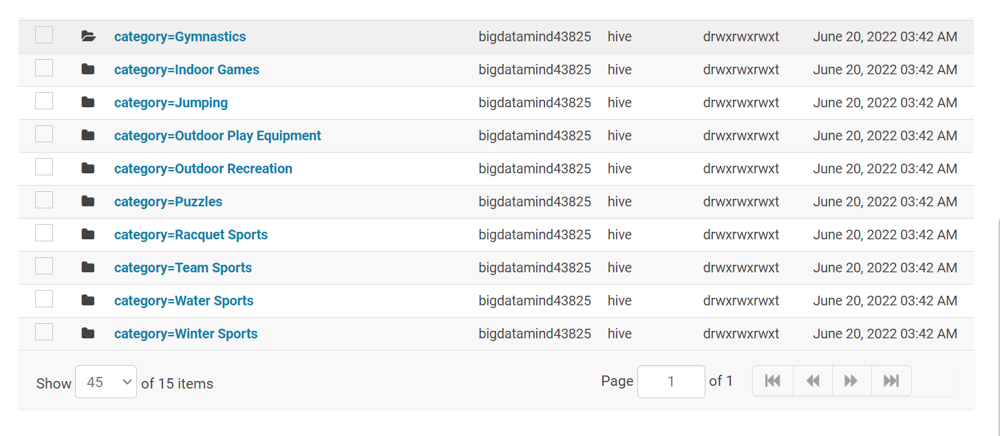 category=Gymnastics bigdatamind43825 hive drwxrwxrwxt June 20, 2022 03:42 AM
category=Indoor Games bigdatamind43825 hive drwxrwxrwxt June 20, 2022 03:42 AM
category=Jumping bigdatamind43825 hive drwxrwxrwxt June 20, 2022 03:42 AM
category=Outdoor Play Equipment bigdatamind43825 hive drwxrwxrwxt June 20, 2022 03:42 AM
category=Outdoor Recreation bigdatamind43825 hive drwxrwxrwxt June 20, 2022 03:42 AM
category=Puzzles bigdatamind43825 hive drwxrwxrwxt June 20, 2022 03:42 AM
category=Racquet Sports bigdatamind43825 hive drwxrwxrwxt June 20, 2022 03:42 AM
category=Team Sports bigdatamind43825 hive drwxrwxrwxt June 20, 2022 03:42 AM
category=Water Sports bigdatamind43825 hive drwxrwxrwxt June 20, 2022 03:42 AM
category=Winter Sports bigdatamind43825 hive drwxrwxrwxt June 20, 2022 03:42 AM
Show 45 of 15 items Page 1 of 1